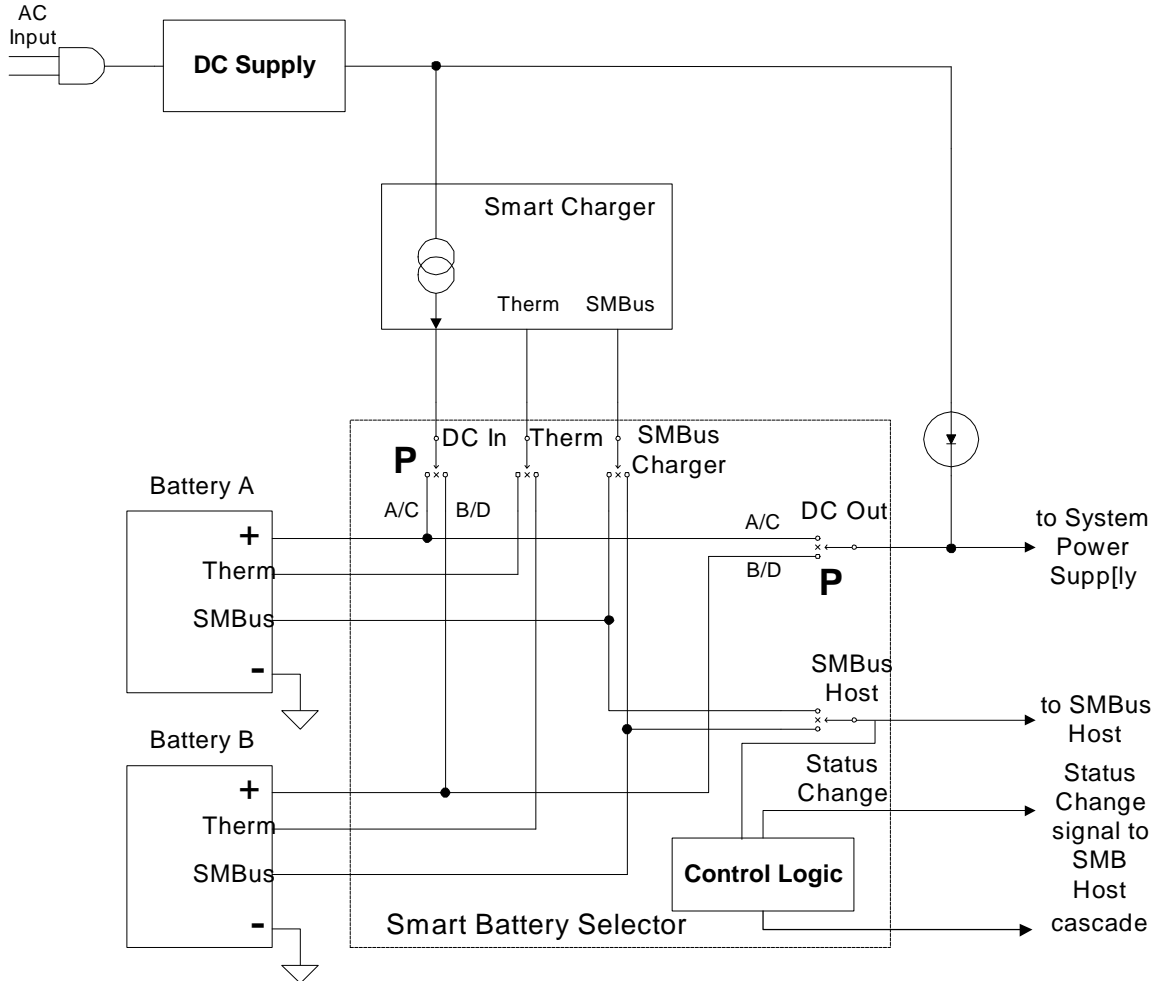 AC
Input
DC Supply
Smart Charger
Therm SMBus
DC In Therm SMBus
Charger
P
A/C B/D
Battery A
+
Therm
SMBus
-
A/C
DC Out
B/D
P
to System
Power
Supp[ly
SMBus
Host
to SMBus
Host
Battery B
+
Therm
SMBus
-
Status
Change
Status
Change
signal to
SMB
Host
Control Logic
cascade
Smart Battery Selector